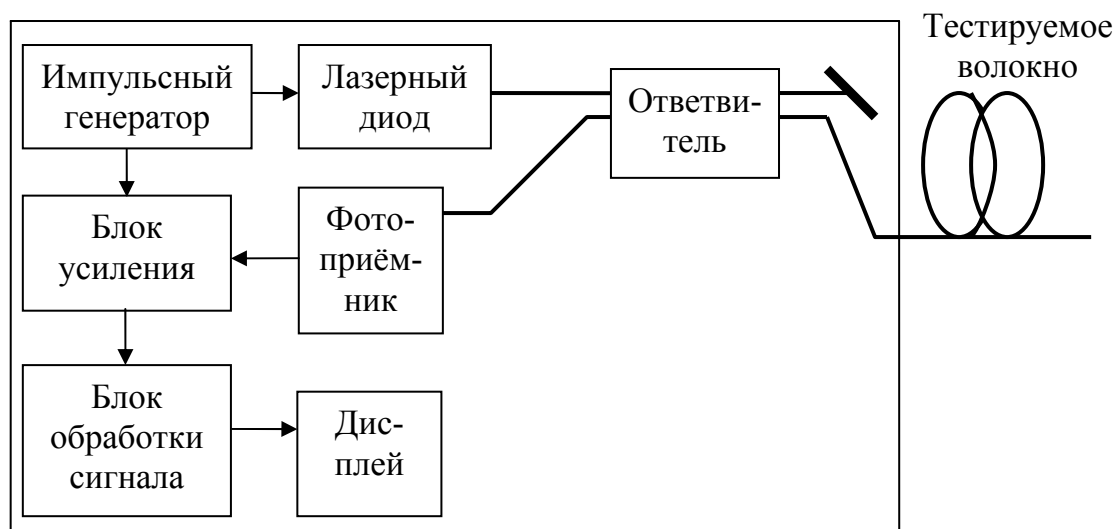 Импульсный
генератор
Лазерный
диод
Ответви-
тель
Тестируемое
волокно
Блок
усиления
Фото-
приём-
ник
Блок
обработки
сигнала
Дис-
плей